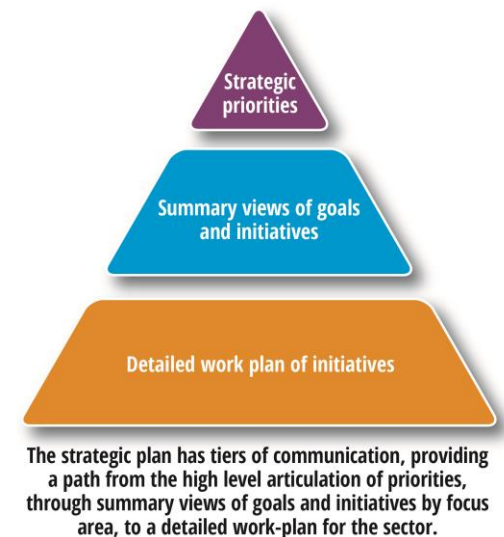 Strategic
priorities
Summary views of goals
and initiatives
Detailed work plan of initiatives
The strategic plan has tiers of communication, providing
a path from the high level articulation of priorities,
through summary views of goals and initiatives by focus
area, to a detailed work-plan for the sector.